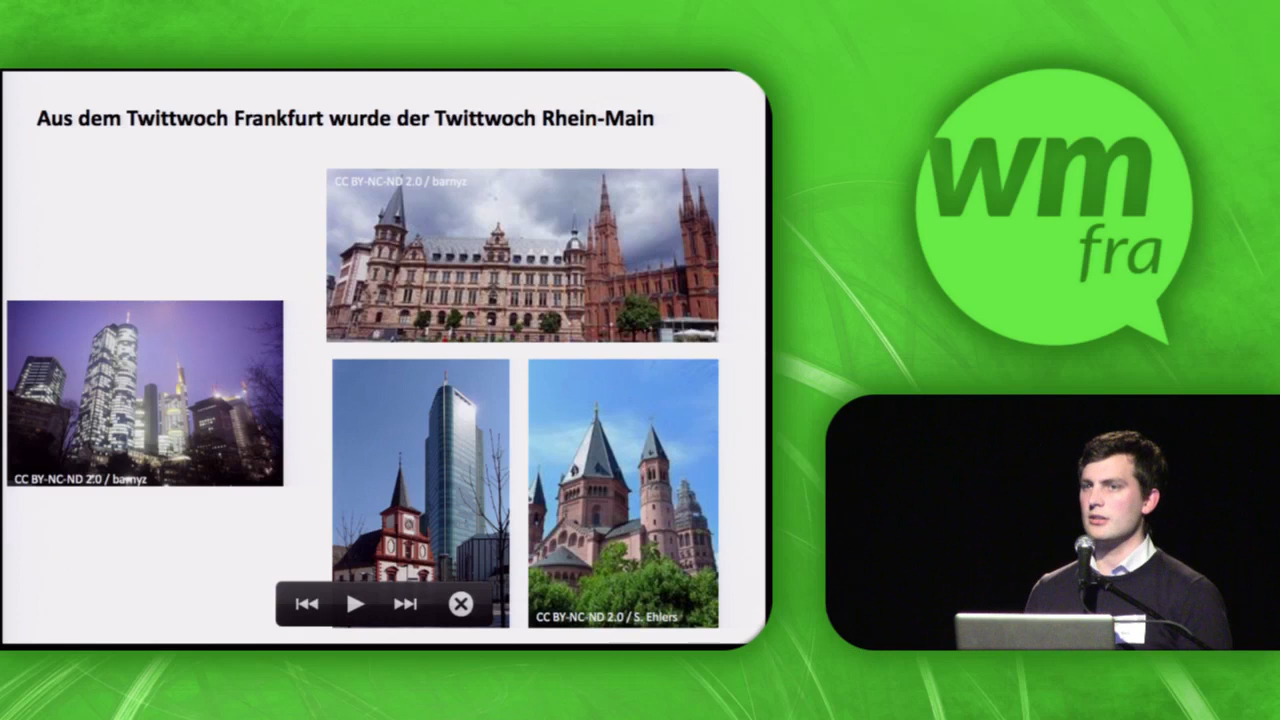 Aus dem Twittwoch Frankfurt wurde der Twittwoch Rhein-Main
CC BY-NC-ND 2.0 / barnyz
CC BY-NC-ND 2.0 / barnyz
CC BY-NC-ND 2.0 / S. Ehlers
wm
fra